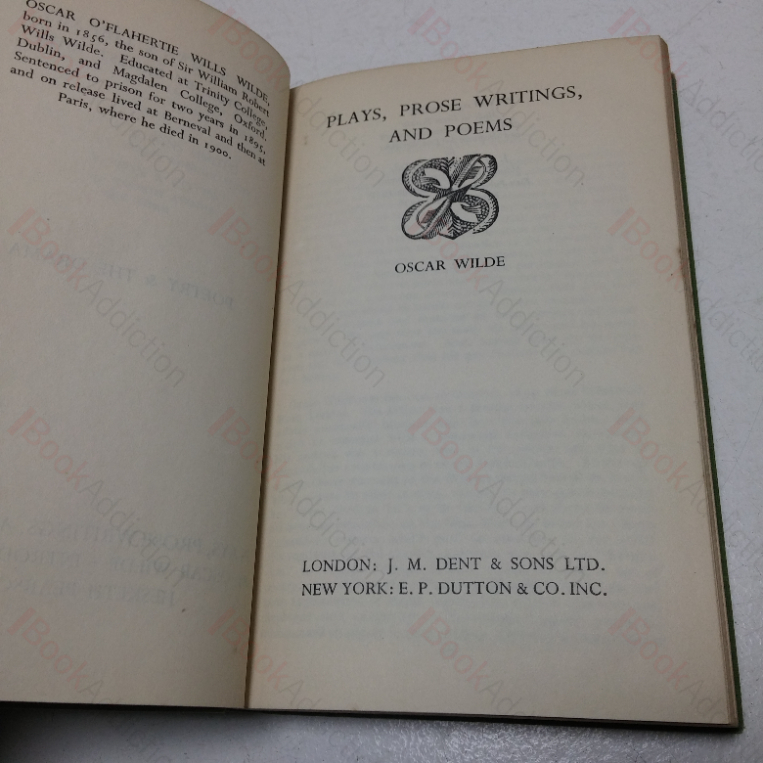 OSCAR O'FLAHERTIE WILLS WILDE,
born in 1856, the son of Sir William Robert
Wills Wilde. Educated at Trinity College,
Dublin, and Magdalen College, Oxford.
Sentenced to prison for two years in 1895,
and on release lived at Berneval and then at
Paris, where he died in 1900.
PLAYS, PROSE WRITINGS,
AND POEMS
OSCAR WILDE
LONDON: J. M. DENT & SONS LTD.
NEW YORK: E. P. DUTTON & CO. INC.
BookAddiction